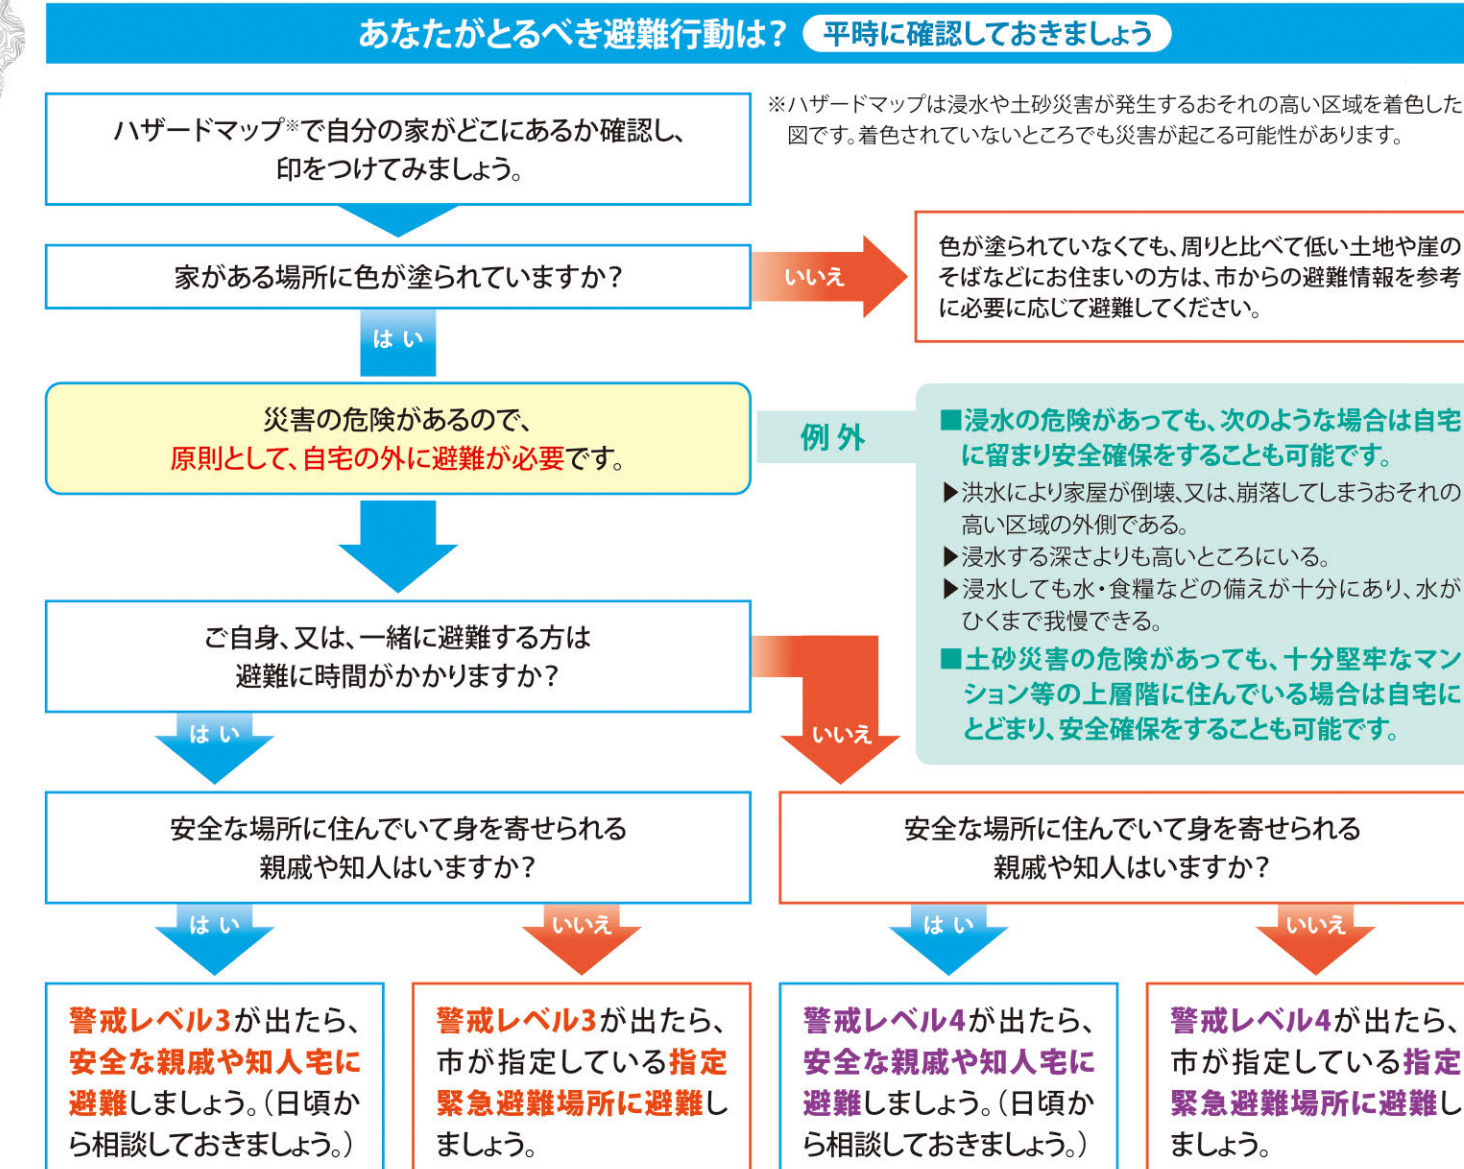 あなたがとるべき避難行動は？ 平時に確認しておきましょう
ハザードマップ※で自分の家がどこにあるか確認し、
印をつけてみましょう。
※ハザードマップは浸水や土砂災害が発生するおそれの高い区域を着色した
図です。着色されていないところでも災害が起こる可能性があります。
家がある場所に色が塗られていますか？
いいえ
色が塗られていなくても、周りと比べて低い土地や崖の
そばなどにお住まいの方は、市からの避難情報を参考
に必要に応じて避難してください。
はい
災害の危険があるので、
原則として、自宅の外に避難が必要です。
例外
■浸水の危険があっても、次のような場合は自宅
に留まり安全確保をすることも可能です。
▶洪水により家屋が倒壊、又は、崩落してしまうおそれの
高い区域の外側である。
▶浸水する深さよりも高いところにいる。
▶浸水しても水・食糧などの備えが十分にあり、水が
ひくまで我慢できる。
■土砂災害の危険があっても、十分堅牢なマン
ション等の上層階に住んでいる場合は自宅に
とどまり、安全確保をすることも可能です。
ご自身、又は、一緒に避難する方は
避難に時間がかかりますか？
はい
いいえ
安全な場所に住んでいて身を寄せられる
親戚や知人はいますか？
安全な場所に住んでいて身を寄せられる
親戚や知人はいますか？
はい
いいえ
はい
いいえ
警戒レベル3が出たら、
安全な親戚や知人宅に
避難しましょう。（日頃か
ら相談しておきましょう。）
警戒レベル3が出たら、
市が指定している指定
緊急避難場所に避難し
ましょう。
警戒レベル4が出たら、
安全な親戚や知人宅に
避難しましょう。（日頃か
ら相談しておきましょう。）
警戒レベル4が出たら、
市が指定している指定
緊急避難場所に避難し
ましょう。